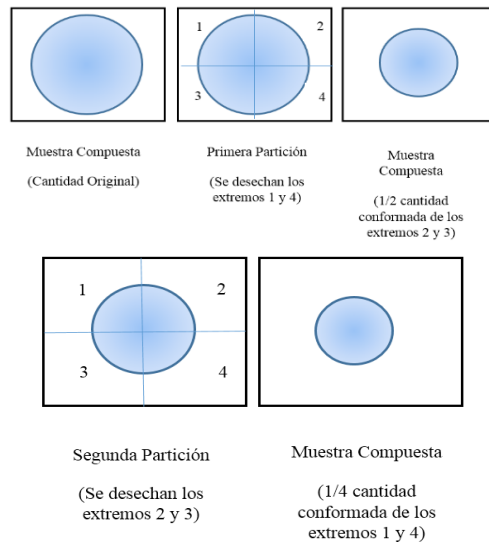 1
2
3
4
Muestra Compuesta
(Cantidad Original)
Primera Partición
(Se desechan los
extremos 1 y 4)
Muestra
Compuesta
(1/2 cantidad
conformada de los
extremos 2 y 3)
1
2
3
4
Segunda Partición
(Se desechan los
extremos 2 y 3)
Muestra Compuesta
(1/4 cantidad
conformada de los
extremos 1 y 4)